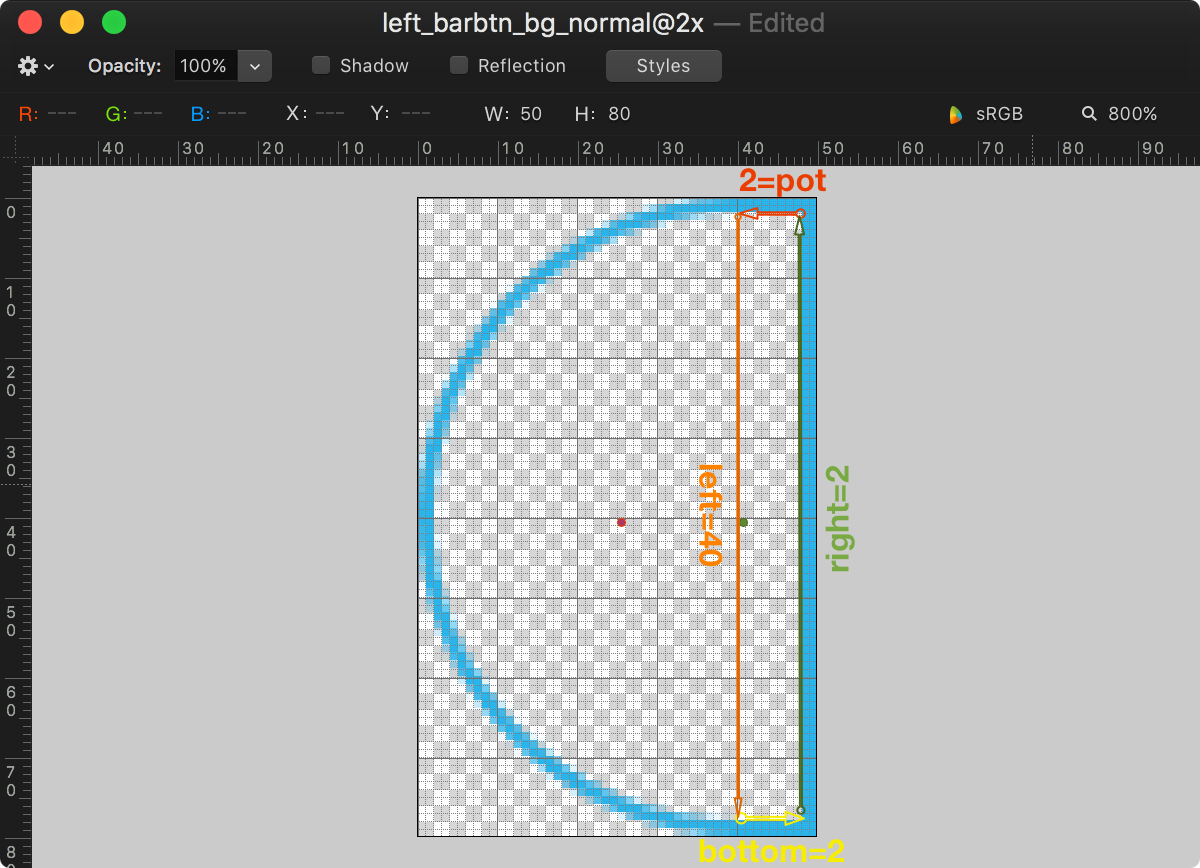 left_barbtn_bg_normal@2x — Edited
Opacity: 100% Shadow Reflection Styles
R: --- G: --- B: --- X: --- Y: --- W: 50 H: 80 sRGB 800%
40 30 20 10 0 10 20 30 40 50 60 70 80 90
2=pot
0
10
20
30
left=40
right=2
40
50
60
70
bottom=2
80